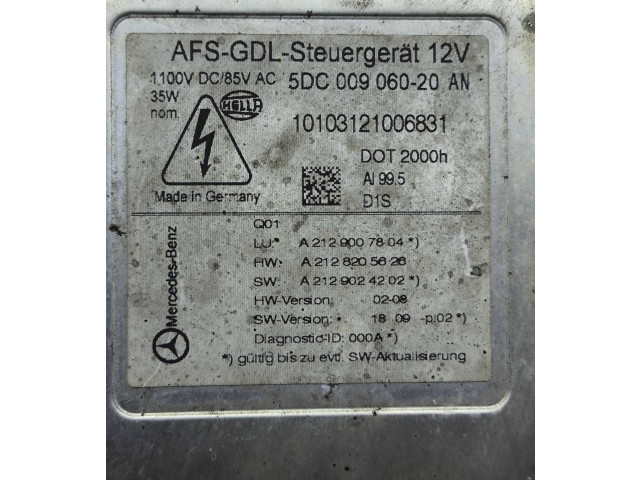 AFS-GDL-Steuergerät 12V
1100V DC/85V AC 5DC 009 060-20 AN
35W
nom.
HELLA
10103121006831
DOT 2000h
Al 99.5
D1S
Made in Germany
Mercedes-Benz
Q01
LU: A 212 900 78 04 *)
HW: A 212 820 56 26
SW: A 212 902 42 02 *)
HW-Version: 02-08
SW-Version: 18 09 -pl02 *)
Diagnostic-ID: 000A *)
*) gültig bis zu evtl. SW-Aktualisierung